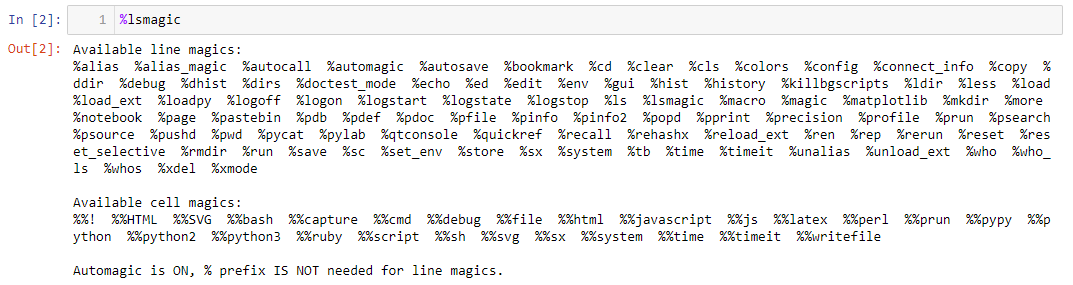 In [2]: 1 %lsmagic
Out[2]: Available line magics:
%alias %alias_magic %autocall %automagic %autosave %bookmark %cd %clear %cls %colors %config %connect_info %copy %
ddir %debug %dhist %dirs %doctest_mode %echo %ed %edit %env %gui %hist %history %killbgscripts %ldir %less %load
%load_ext %loadpy %logoff %logon %logstart %logstate %logstop %ls %lsmagic %macro %magic %matplotlib %mkdir %more
%notebook %page %pastebin %pdb %pdef %pdoc %pfile %pinfo %pinfo2 %popd %pprint %precision %profile %prun %psearch
%psource %pushd %pwd %pycat %pylab %qtconsole %quickref %recall %rehashx %reload_ext %ren %rep %rerun %reset %res
et_selective %rmdir %run %save %sc %set_env %store %sx %system %tb %time %timeit %unalias %unload_ext %who %who_
ls %whos %xdel %xmode
Available cell magics:
%%! %%HTML %%SVG %%bash %%capture %%cmd %%debug %%file %%html %%javascript %%js %%latex %%perl %%prun %%pypy %%p
ython %%python2 %%python3 %%ruby %%script %%sh %%svg %%sx %%system %%time %%timeit %%writefile
Automagic is ON, % prefix IS NOT needed for line magics.